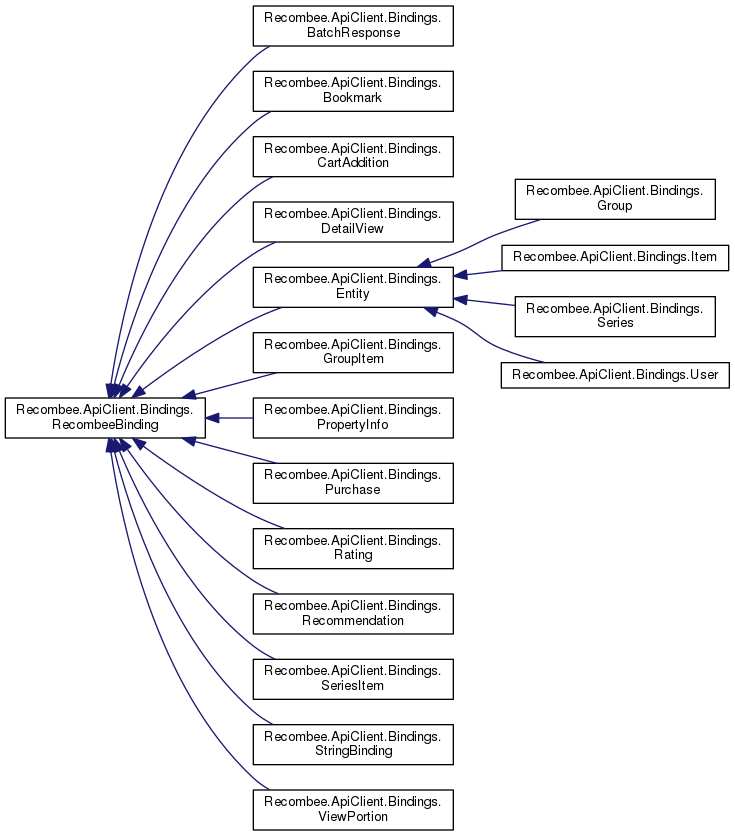 Recombee.ApiClient.Bindings.
BatchResponse
Recombee.ApiClient.Bindings.
Bookmark
Recombee.ApiClient.Bindings.
CartAddition
Recombee.ApiClient.Bindings.
DetailView
Recombee.ApiClient.Bindings.
Entity
Recombee.ApiClient.Bindings.
GroupItem
Recombee.ApiClient.Bindings.
PropertyInfo
Recombee.ApiClient.Bindings.
Purchase
Recombee.ApiClient.Bindings.
Rating
Recombee.ApiClient.Bindings.
Recommendation
Recombee.ApiClient.Bindings.
SeriesItem
Recombee.ApiClient.Bindings.
StringBinding
Recombee.ApiClient.Bindings.
ViewPortion
Recombee.ApiClient.Bindings.
RecombeeBinding
Recombee.ApiClient.Bindings.
Group
Recombee.ApiClient.Bindings.Item
Recombee.ApiClient.Bindings.
Series
Recombee.ApiClient.Bindings.User